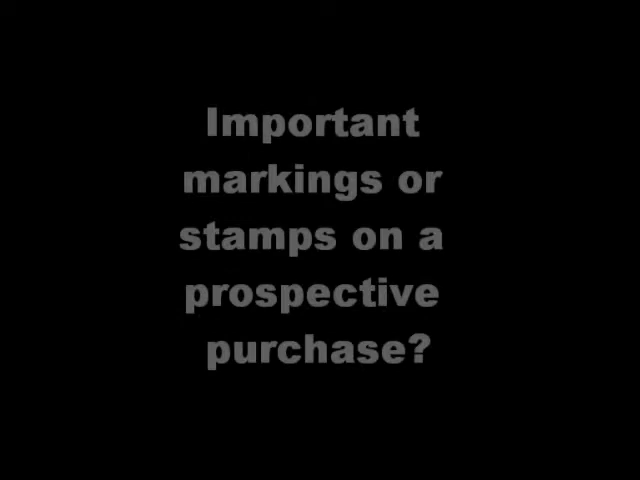 Important
markings or
stamps on a
prospective
purchase?